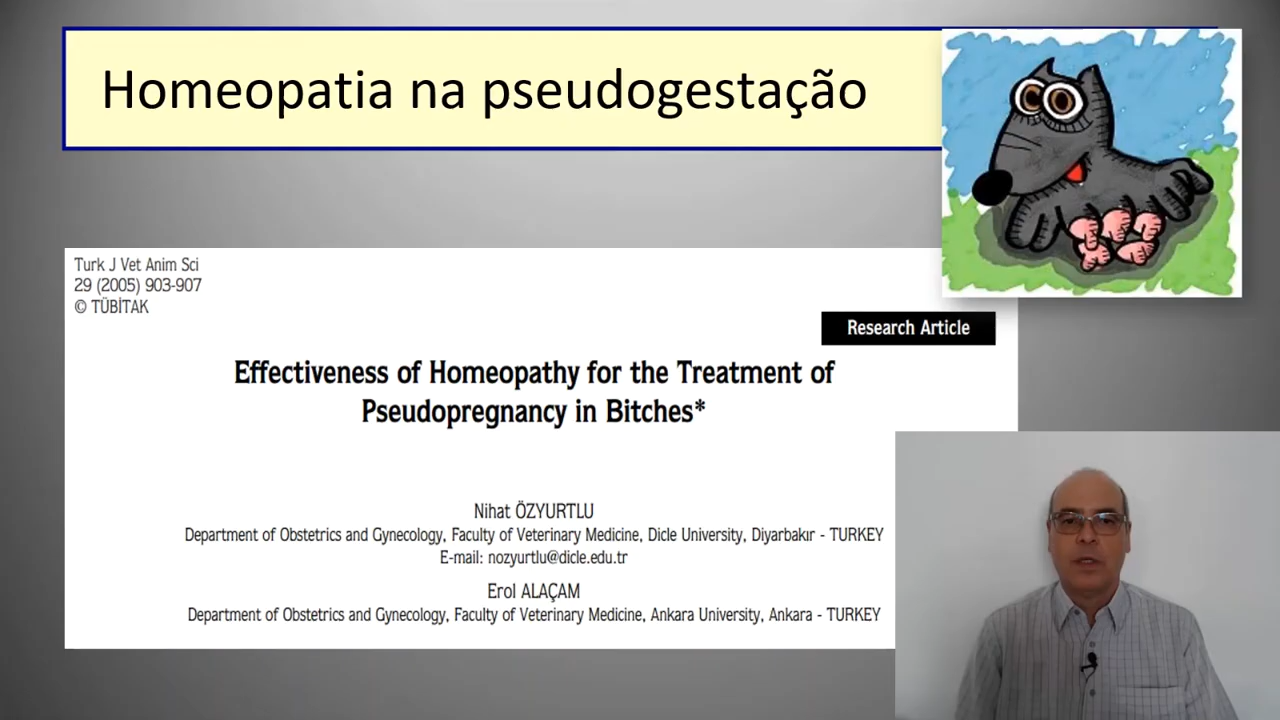 Homeopatia na pseudogestação
Turk J Vet Anim Sci
29 (2005) 903-907
© TÜBİTAK
Research Article
Effectiveness of Homeopathy for the Treatment of
Pseudopregnancy in Bitches*
Nihat ÖZYURTLU
Department of Obstetrics and Gynecology, Faculty of Veterinary Medicine, Dicle University, Diyarbakır - TURKEY
E-mail: nozyurtlu@dicle.edu.tr
Erol ALAÇAM
Department of Obstetrics and Gynecology, Faculty of Veterinary Medicine, Ankara University, Ankara - TURKEY